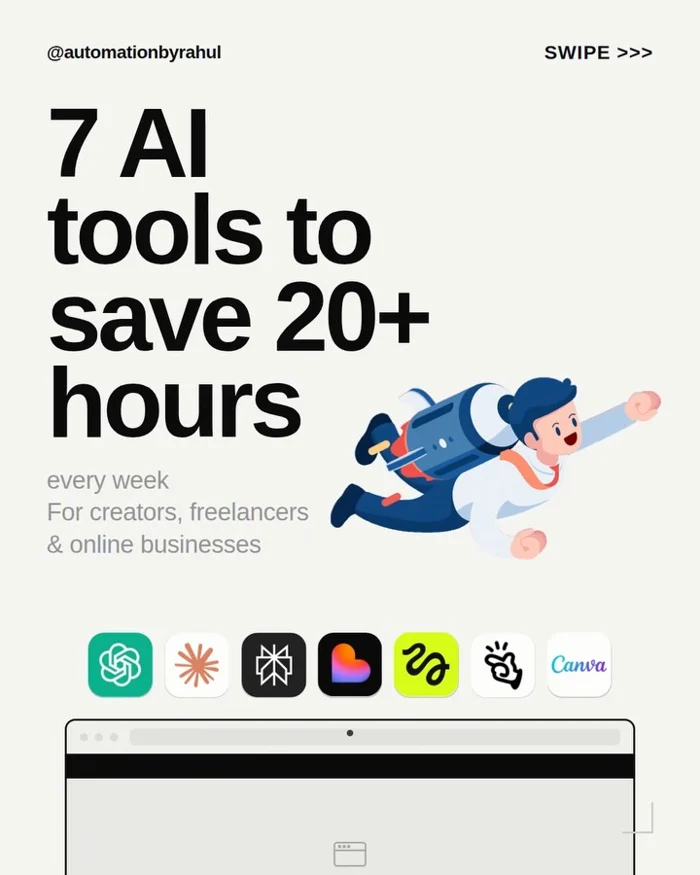 @automationbyrahul
SWIPE >>>
7 AI
tools to
save 20+
hours
every week
For creators, freelancers
& online businesses
Canva